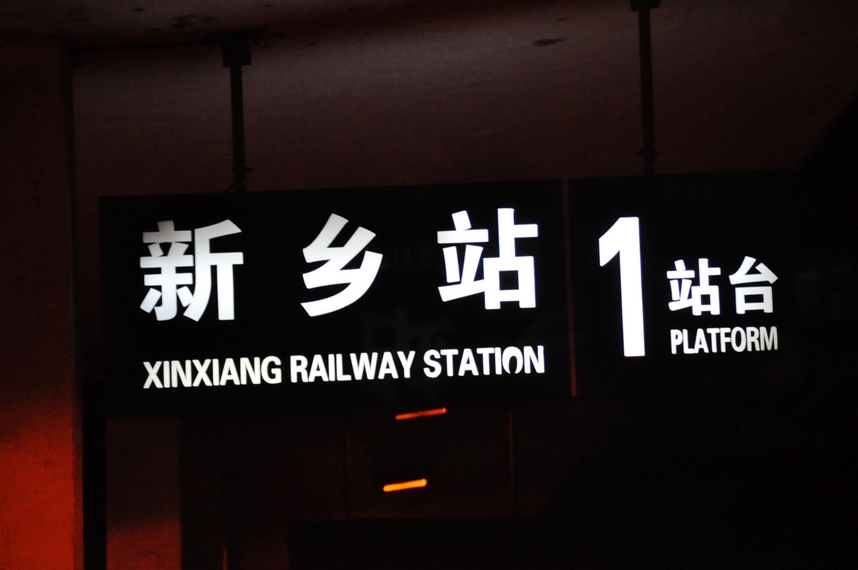 新乡站
XINXIANG RAILWAY STATION
1站台
PLATFORM